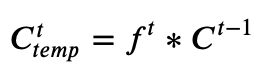 C^t_temp = f^t * C^{t-1}